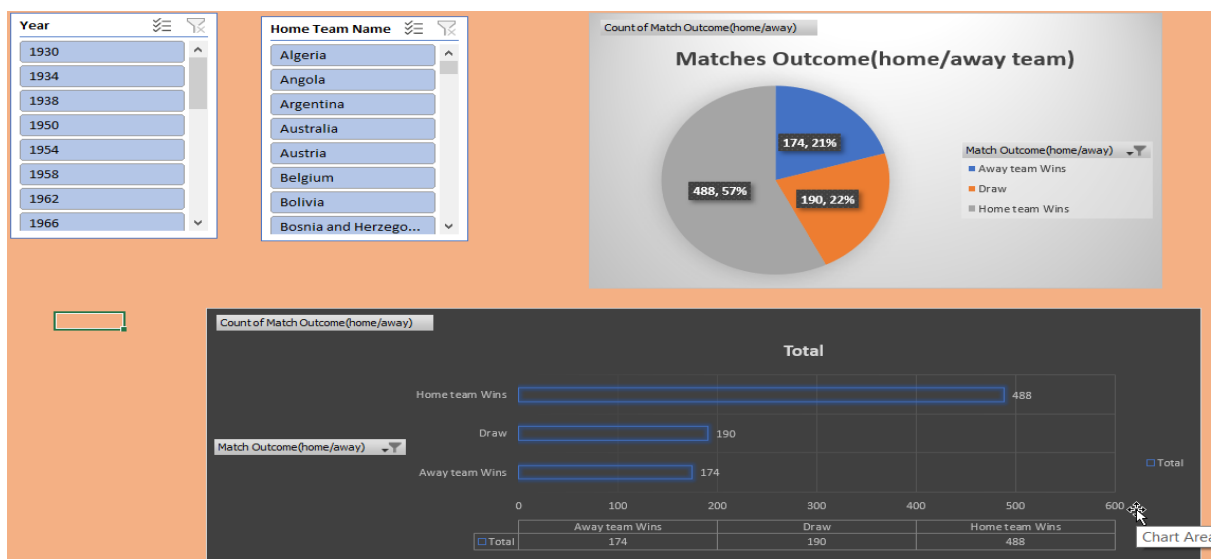 Year
1930
1934
1938
1950
1954
1958
1962
1966
Home Team Name
Algeria
Angola
Argentina
Australia
Austria
Belgium
Bolivia
Bosnia and Herzego...
Count of Match Outcome(home/away)
Matches Outcome(home/away team)
174, 21%
190, 22%
488, 57%
Match Outcome(home/away)
Away team Wins
Draw
Home team Wins
Count of Match Outcome(home/away)
Total
Home team Wins
488
Draw
190
Match Outcome(home/away)
Away team Wins
174
Total
0 100 200 300 400 500 600
Away team Wins Draw Home team Wins
Total 174 190 488
Chart Area